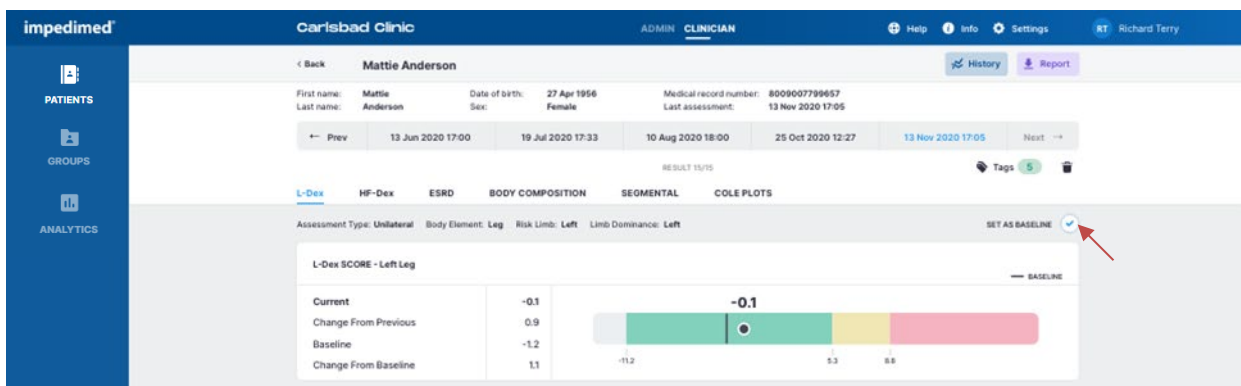 impedimed®
Carlsbad Clinic
ADMIN CLINICIAN
Help Info Settings
RT Richard Terry
PATIENTS
GROUPS
ANALYTICS
< Back Mattie Anderson
History Report
First name: Mattie Date of birth: 27 Apr 1956 Medical record number: 8009007799657
Last name: Anderson Sex: Female Last assessment: 13 Nov 2020 17:05
← Prev 13 Jun 2020 17:00 19 Jul 2020 17:33 10 Aug 2020 18:00 25 Oct 2020 12:27 13 Nov 2020 17:05 Next →
RESULT 15/15
Tags 5
L-Dex HF-Dex ESRD BODY COMPOSITION SEGMENTAL COLE PLOTS
Assessment Type: Unilateral Body Element: Leg Risk Limb: Left Limb Dominance: Left
SET AS BASELINE
L-Dex SCORE - Left Leg
BASELINE
Current -0.1
Change From Previous 0.9
Baseline -1.2
Change From Baseline 1.1
-0.1
-11.2 5.3 8.8